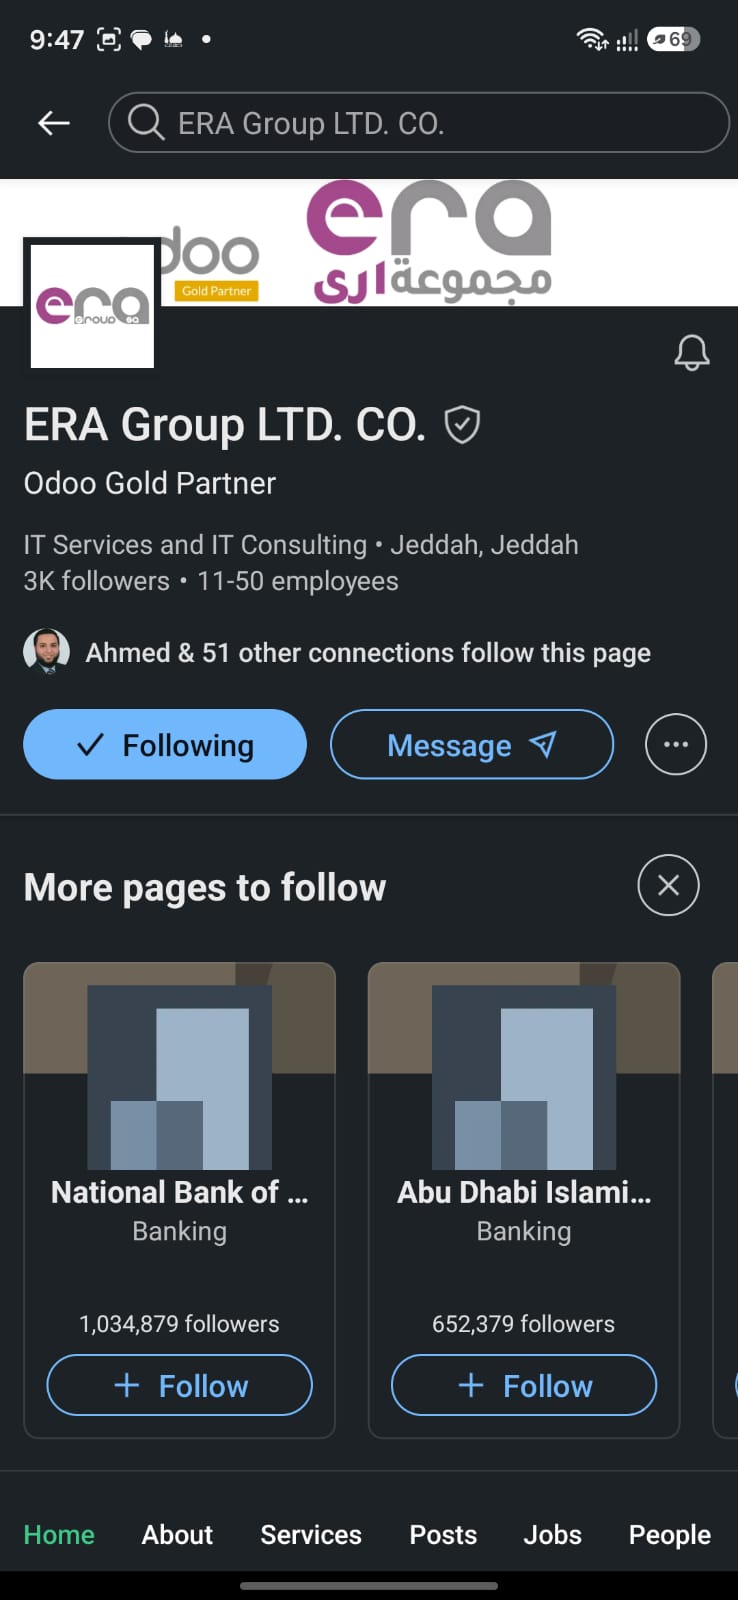 9:47
69
ERA Group LTD. CO.
doo
Gold Partner
era
مجموعة ارى
era
GROUP SA
ERA Group LTD. CO.
Odoo Gold Partner
IT Services and IT Consulting • Jeddah, Jeddah
3K followers • 11-50 employees
Ahmed & 51 other connections follow this page
Following
Message
More pages to follow
National Bank of ...
Banking
1,034,879 followers
+ Follow
Abu Dhabi Islami...
Banking
652,379 followers
+ Follow
Home About Services Posts Jobs People